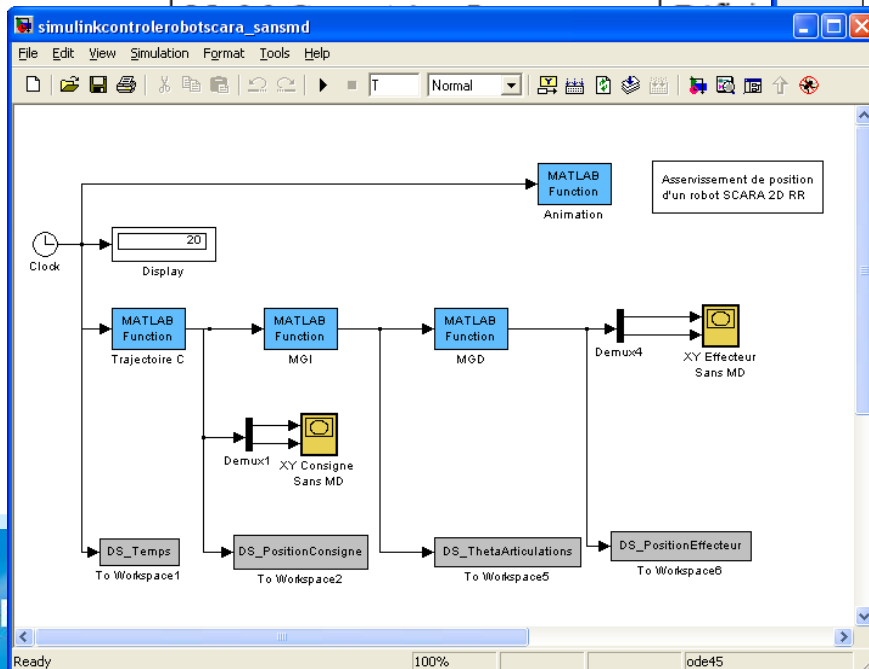 simulinkcontrolerobotscara_sansmd
File Edit View Simulation Format Tools Help
T
Normal
MATLAB
Function
Animation
Asservissement de position
d'un robot SCARA 2D RR
Clock
20
Display
MATLAB
Function
Trajectoire C
MATLAB
Function
MGI
MATLAB
Function
MGD
Demux4
XY Effecteur
Sans MD
Demux1
XY Consigne
Sans MD
DS_Temps
To Workspace1
DS_PositionConsigne
To Workspace2
DS_ThetaArticulations
To Workspace5
DS_PositionEffecteur
To Workspace6
Ready
100%
ode45